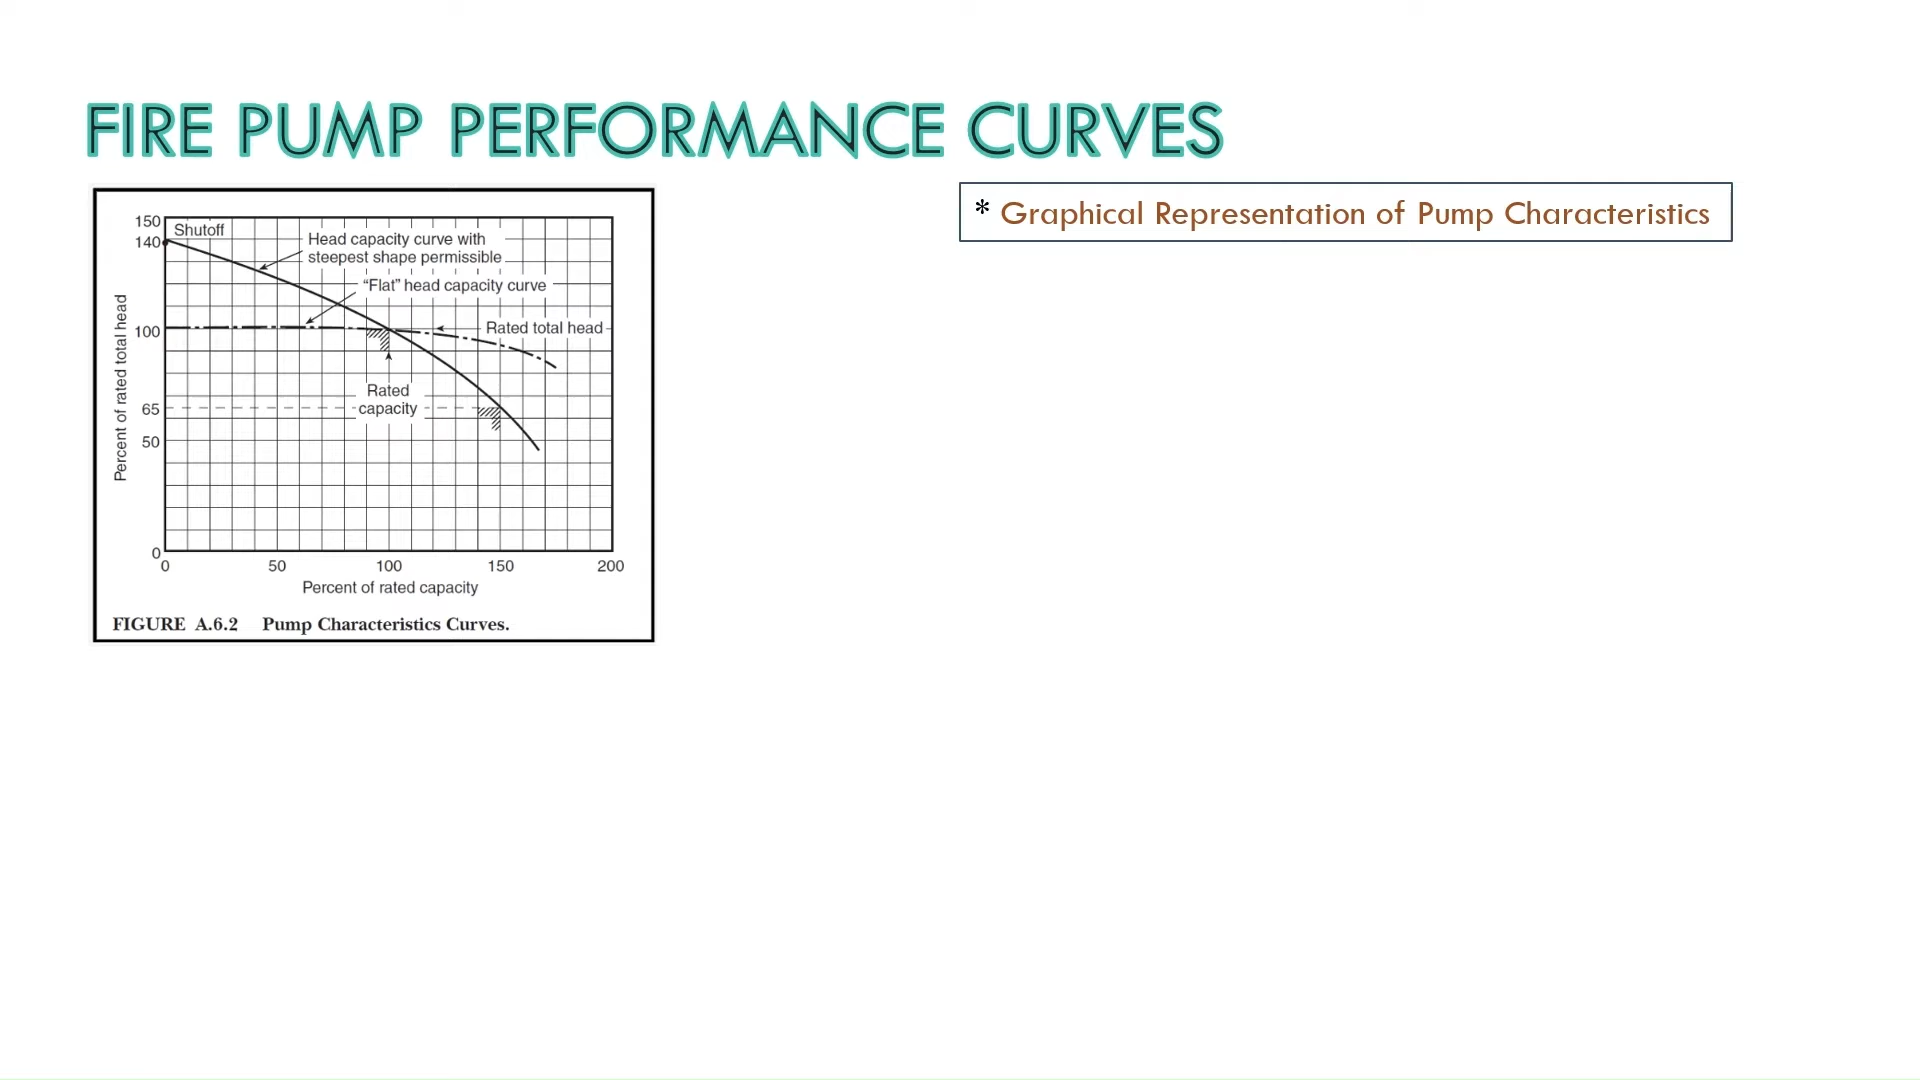 FIRE PUMP PERFORMANCE CURVES
* Graphical Representation of Pump Characteristics
150
Shutoff
140
Head capacity curve with
steepest shape permissible
“Flat” head capacity curve
100
Rated total head
Rated
capacity
65
50
0
Percent of rated total head
0 50 100 150 200
Percent of rated capacity
FIGURE A.6.2 Pump Characteristics Curves.